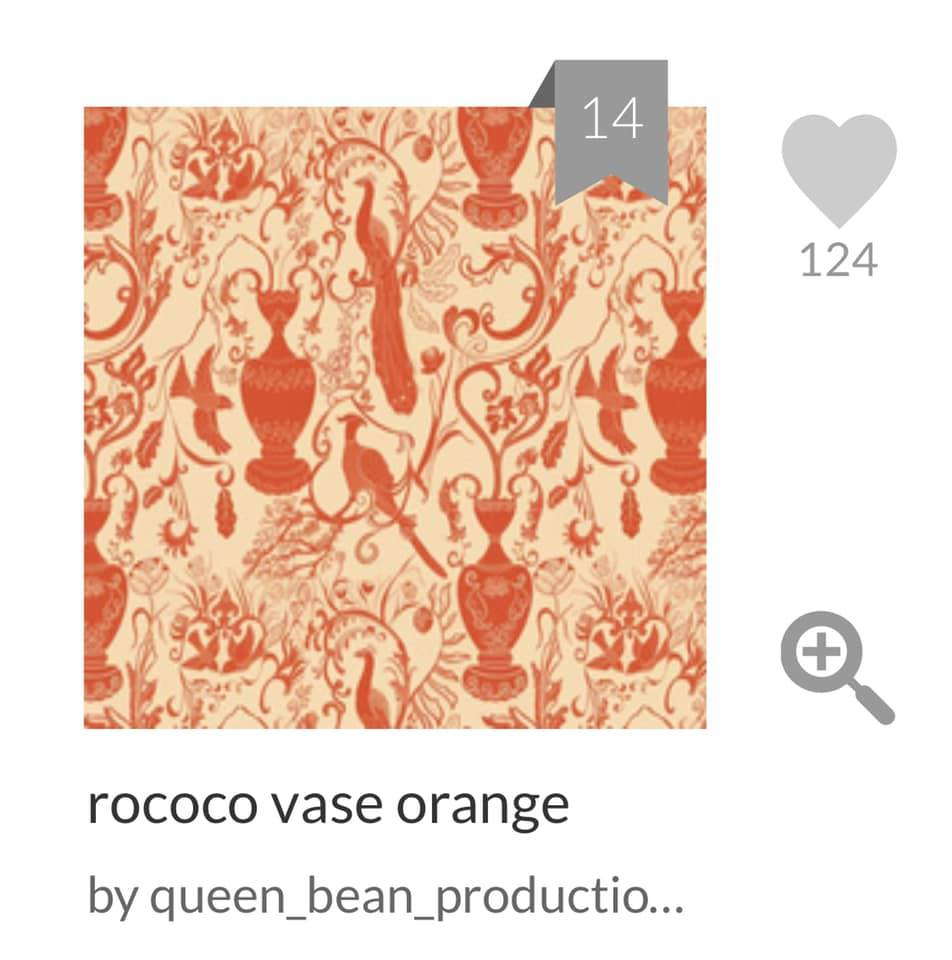 14
124
rococo vase orange
by queen_bean_productio...